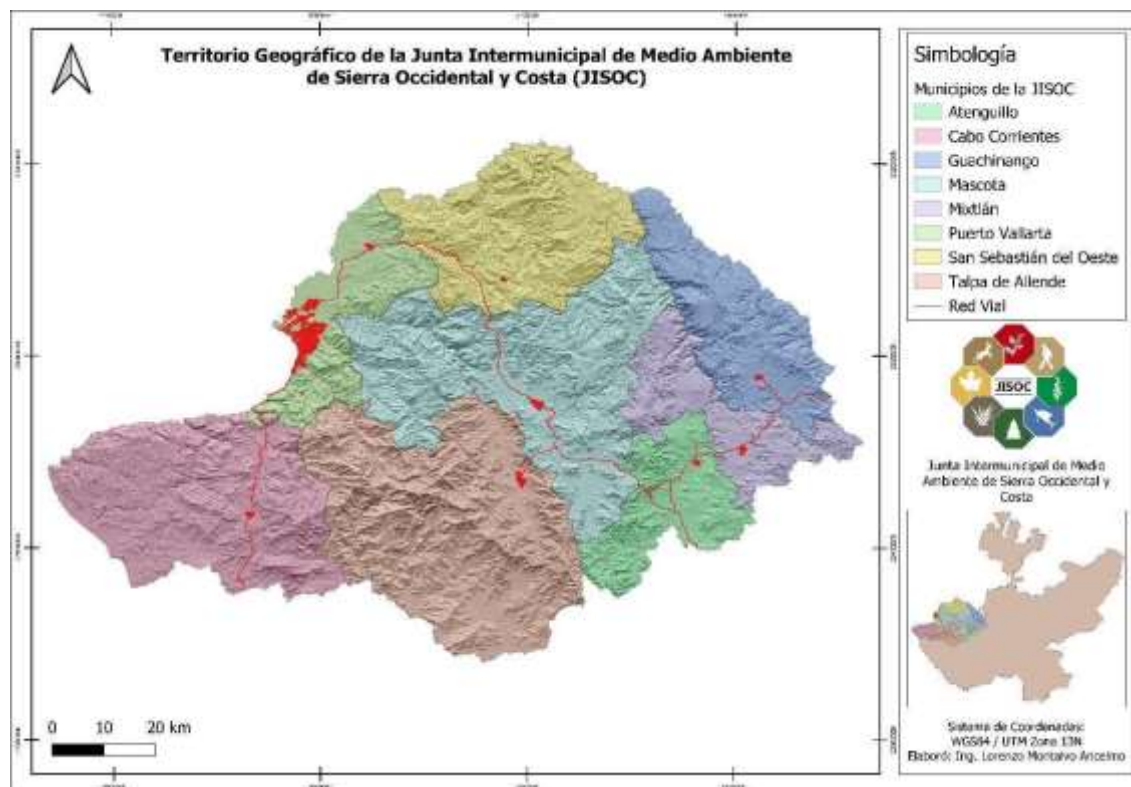 Territorio Geográfico de la Junta Intermunicipal de Medio Ambiente
de Sierra Occidental y Costa (JISOC)
0 10 20 km
Simbología
Municipios de la JISOC
Atenguillo
Cabo Corrientes
Guachinango
Mascota
Mixtlán
Puerto Vallarta
San Sebastián del Oeste
Talpa de Allende
Red Vial
JISOC
Junta Intermunicipal de Medio
Ambiente de Sierra Occidental y
Costa
Sistema de Coordenadas:
WGS84 / UTM Zone 13N
Elaboró: Ing. Lorenzo Montalvo Ancelmo